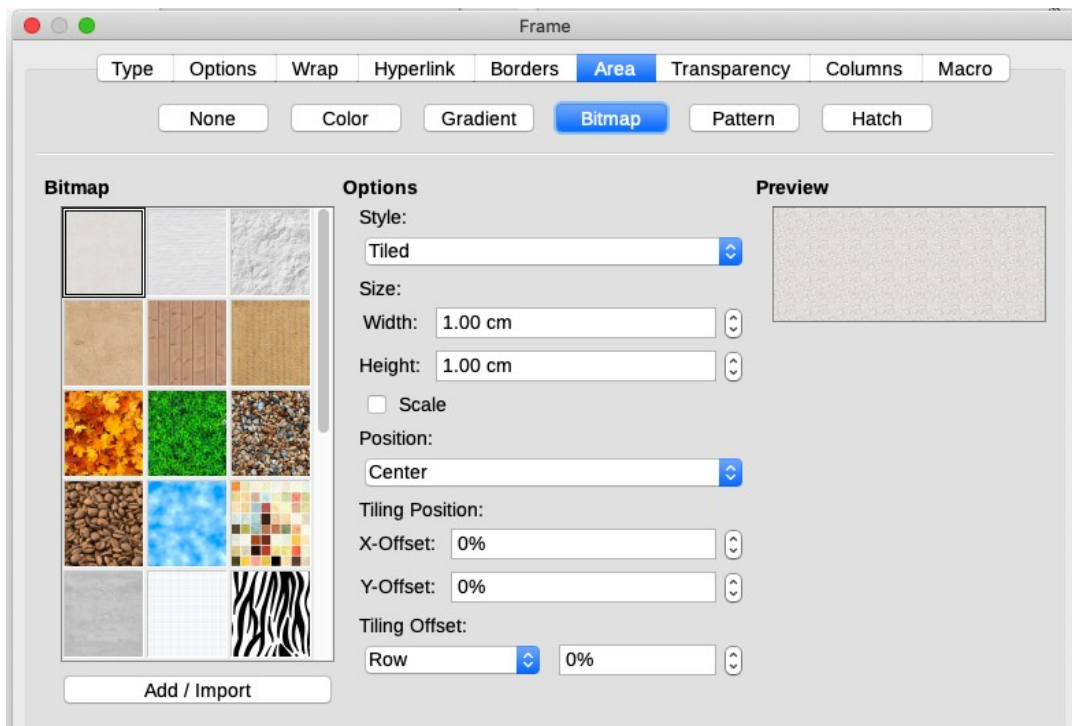 Frame
Type Options Wrap Hyperlink Borders Area Transparency Columns Macro
None Color Gradient Bitmap Pattern Hatch
Bitmap
Add / Import
Options
Style:
Tiled
Size:
Width: 1.00 cm
Height: 1.00 cm
Scale
Position:
Center
Tiling Position:
X-Offset: 0%
Y-Offset: 0%
Tiling Offset:
Row 0%
Preview